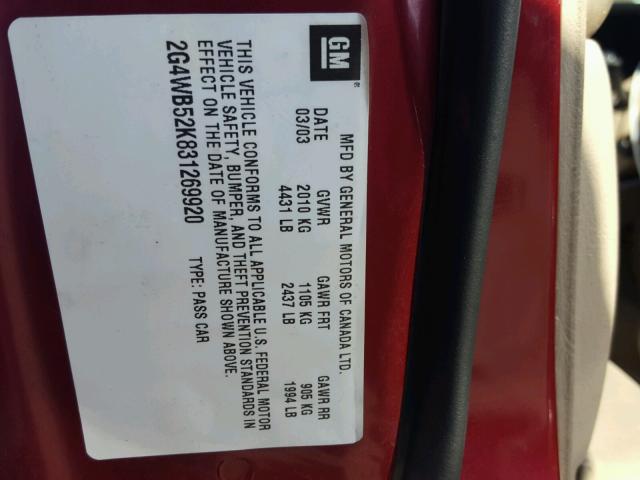 GM
MFD BY GENERAL MOTORS OF CANADA LTD.
DATE GVWR GAWR FRT GAWR RR
03/03 2010 KG 1105 KG 905 KG
4431 LB 2437 LB 1994 LB
THIS VEHICLE CONFORMS TO ALL APPLICABLE U.S. FEDERAL MOTOR
VEHICLE SAFETY, BUMPER, AND THEFT PREVENTION STANDARDS IN
EFFECT ON THE DATE OF MANUFACTURE SHOWN ABOVE.
2G4WB52K831269920 TYPE: PASS CAR